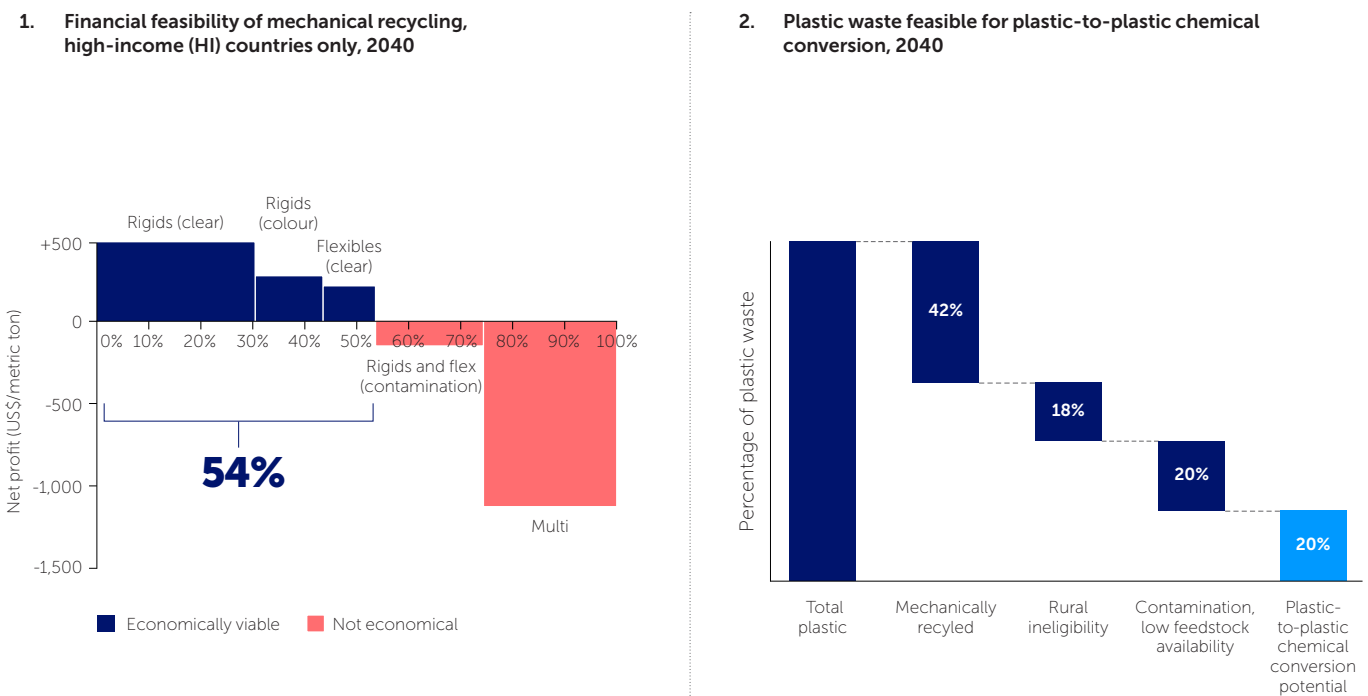 1. Financial feasibility of mechanical recycling,
high-income (HI) countries only, 2040
Rigids (clear)
Rigids
(colour)
Flexibles
(clear)
+500
0
-500
-1,000
-1,500
Net profit (US$/metric ton)
0% 10% 20% 30% 40% 50% 60% 70% 80% 90% 100%
Rigids and flex
(contamination)
54%
Multi
Economically viable
Not economical
2. Plastic waste feasible for plastic-to-plastic chemical
conversion, 2040
Percentage of plastic waste
42%
18%
20%
20%
Total
plastic
Mechanically
recyled
Rural
ineligibility
Contamination,
low feedstock
availability
Plastic-
to-plastic
chemical
conversion
potential